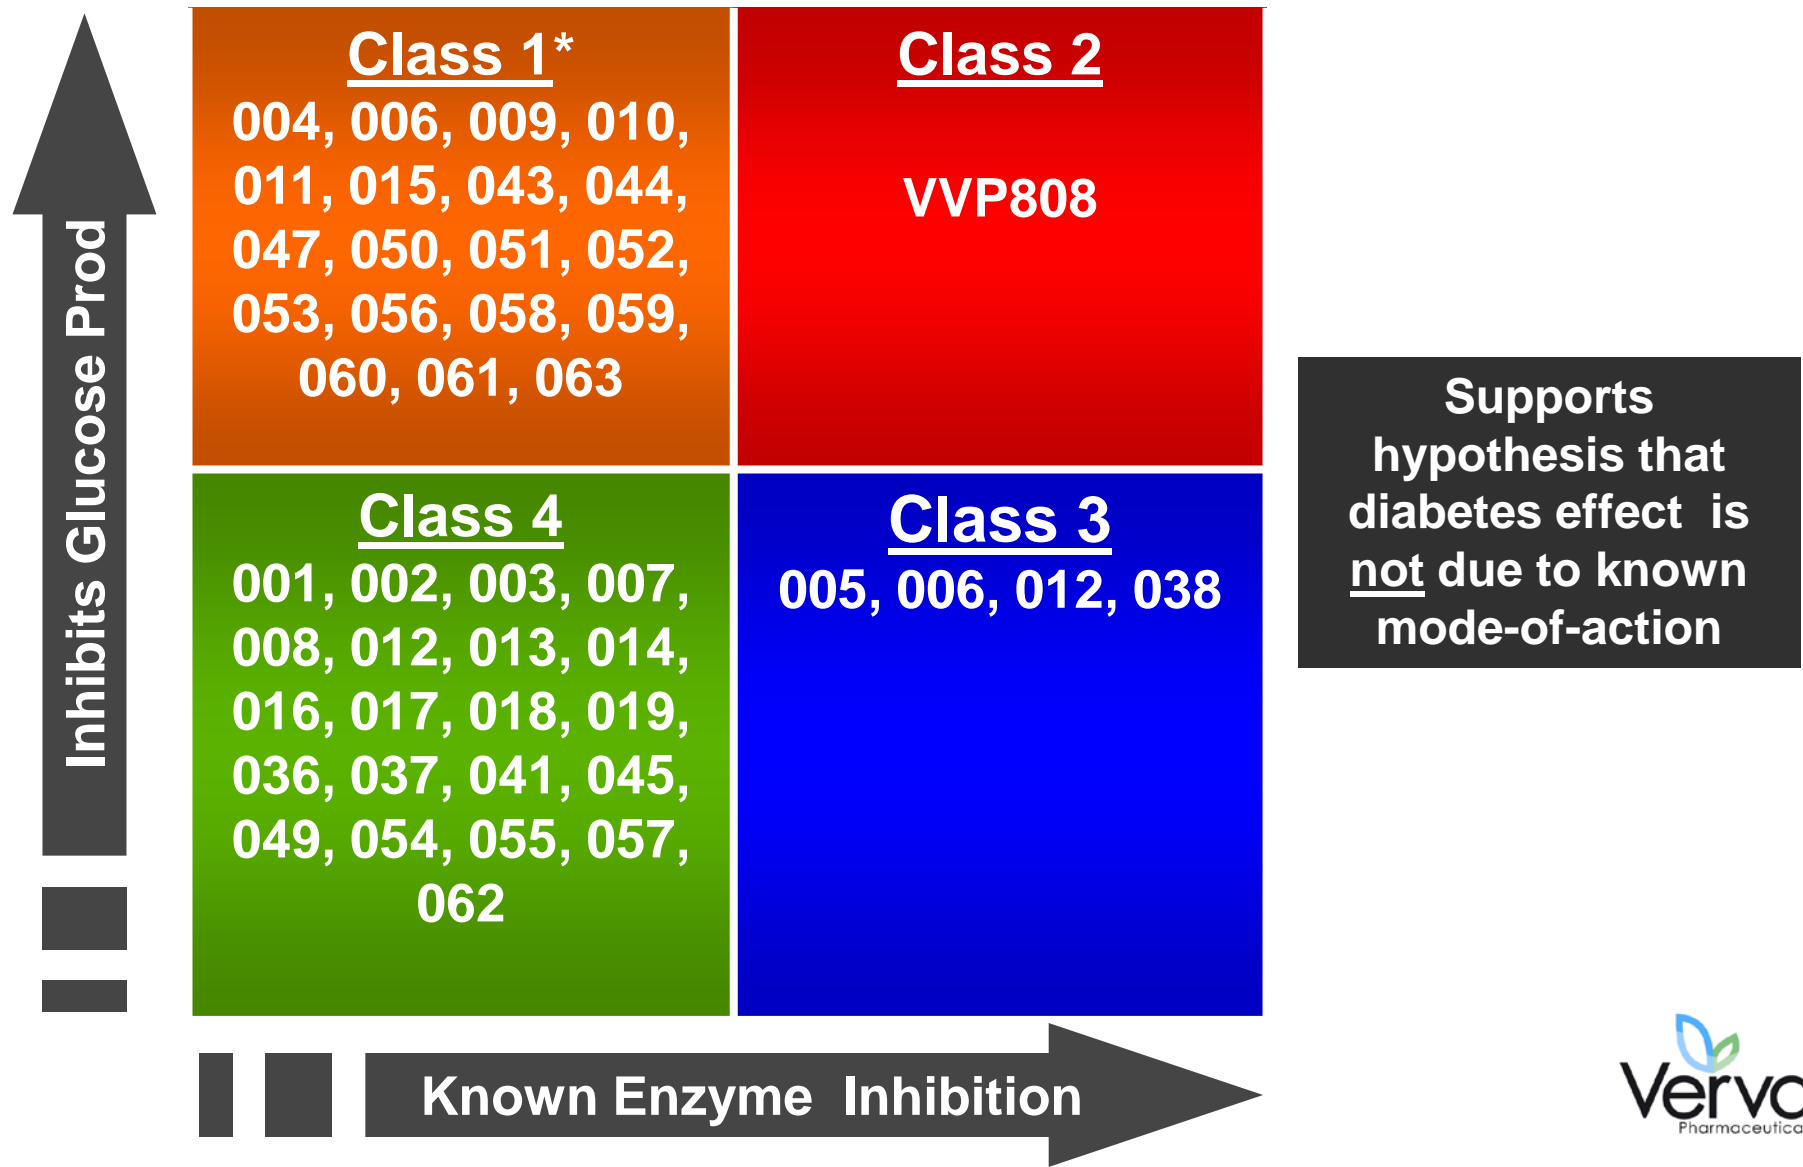 Inhibits Glucose Prod
Class 1*
004, 006, 009, 010,
011, 015, 043, 044,
047, 050, 051, 052,
053, 056, 058, 059,
060, 061, 063
Class 2
VVP808
Class 4
001, 002, 003, 007,
008, 012, 013, 014,
016, 017, 018, 019,
036, 037, 041, 045,
049, 054, 055, 057,
062
Class 3
005, 006, 012, 038
Supports
hypothesis that
diabetes effect is
not due to known
mode-of-action
Known Enzyme Inhibition
Verva
Pharmaceutica